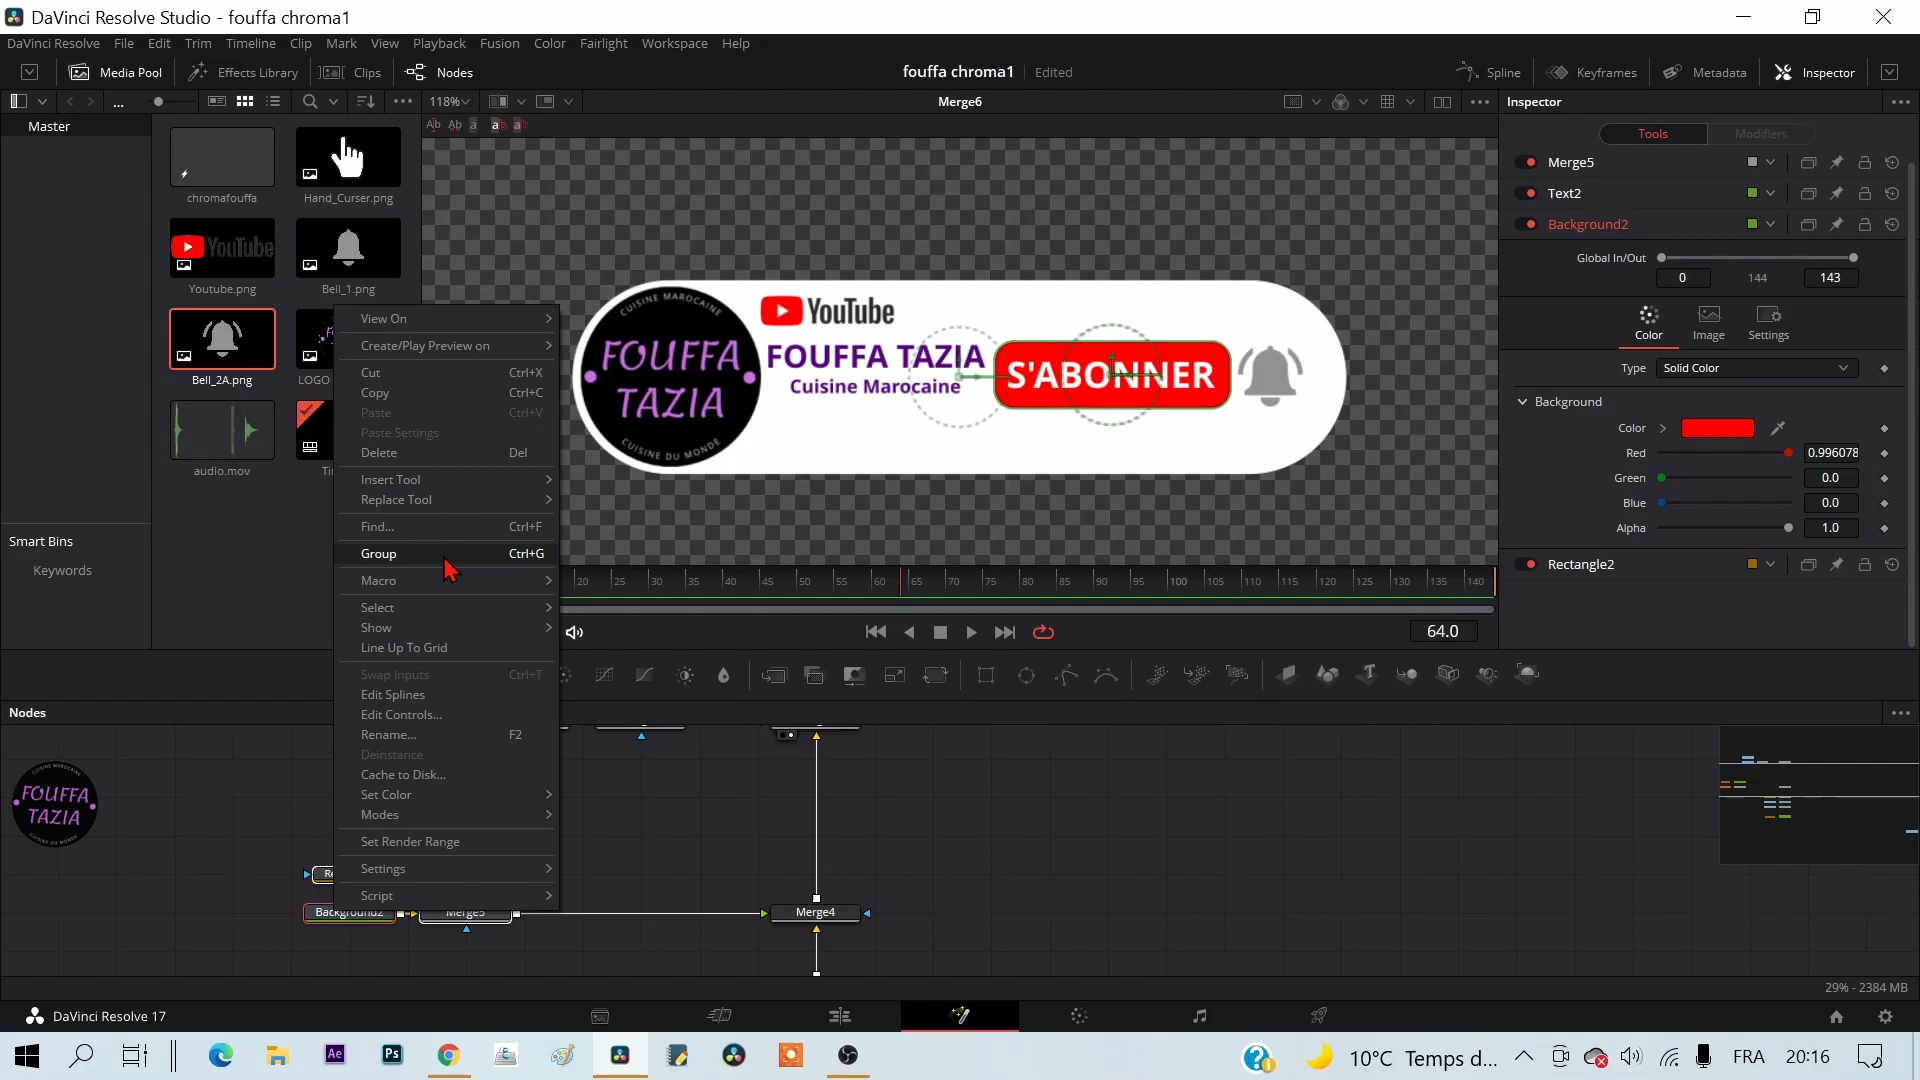 DaVinci Resolve Studio - fouffa chroma1
DaVinci Resolve File Edit Trim Timeline Clip Mark View Playback Fusion Color Fairlight Workspace Help
Media Pool Effects Library Clips Nodes fouffa chroma1 Edited Spline Keyframes Metadata Inspector
... 118% Merge6 Inspector
Master
Tools Modifiers
chromafouffa Hand_Curser.png
Youtube.png Bell_1.png
Bell_2A.png LOGO
audio.mov
Smart Bins
Keywords
View On
Create/Play Preview on
Cut Ctrl+X
Copy Ctrl+C
Paste Ctrl+V
Paste Settings
Delete Del
Insert Tool
Replace Tool
Find... Ctrl+F
Group Ctrl+G
Macro
Select
Show
Line Up To Grid
Swap Inputs Ctrl+T
Edit Splines
Edit Controls...
Rename... F2
Deinstance
Cache to Disk...
Set Color
Modes
Set Render Range
Settings
Script
CUISINE MAROCAINE
FOUFFA
TAZIA
CUISINE DU MONDE
YouTube
FOUFFA TAZIA
Cuisine Marocaine
S'ABONNER
20 25 30 35 40 45 50 55 60 65 70 75 80 85 90 95 100 105 110 115 120 125 130 135 140
64.0
Merge5
Text2
Background2
Global In/Out
0 144 143
Color Image Settings
Type Solid Color
Background
Color
Red 0.996078
Green 0.0
Blue 0.0
Alpha 1.0
Rectangle2
Nodes
FOUFFA
TAZIA
Background2 Merge5 Merge4
29% - 2384 MB
DaVinci Resolve 17
Ae Ps 10°C Temps d... FRA 20:16